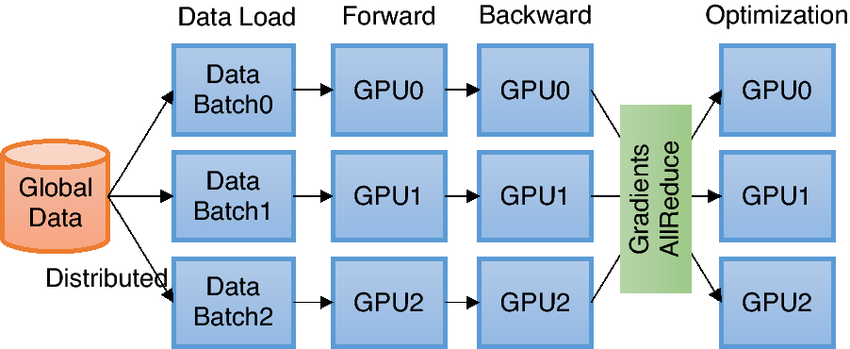 Data Load
Forward
Backward
Optimization
Data
Batch0
GPU0
GPU0
GPU0
Global
Data
Data
Batch1
GPU1
GPU1
Gradients
AllReduce
GPU1
Distributed
Data
Batch2
GPU2
GPU2
GPU2